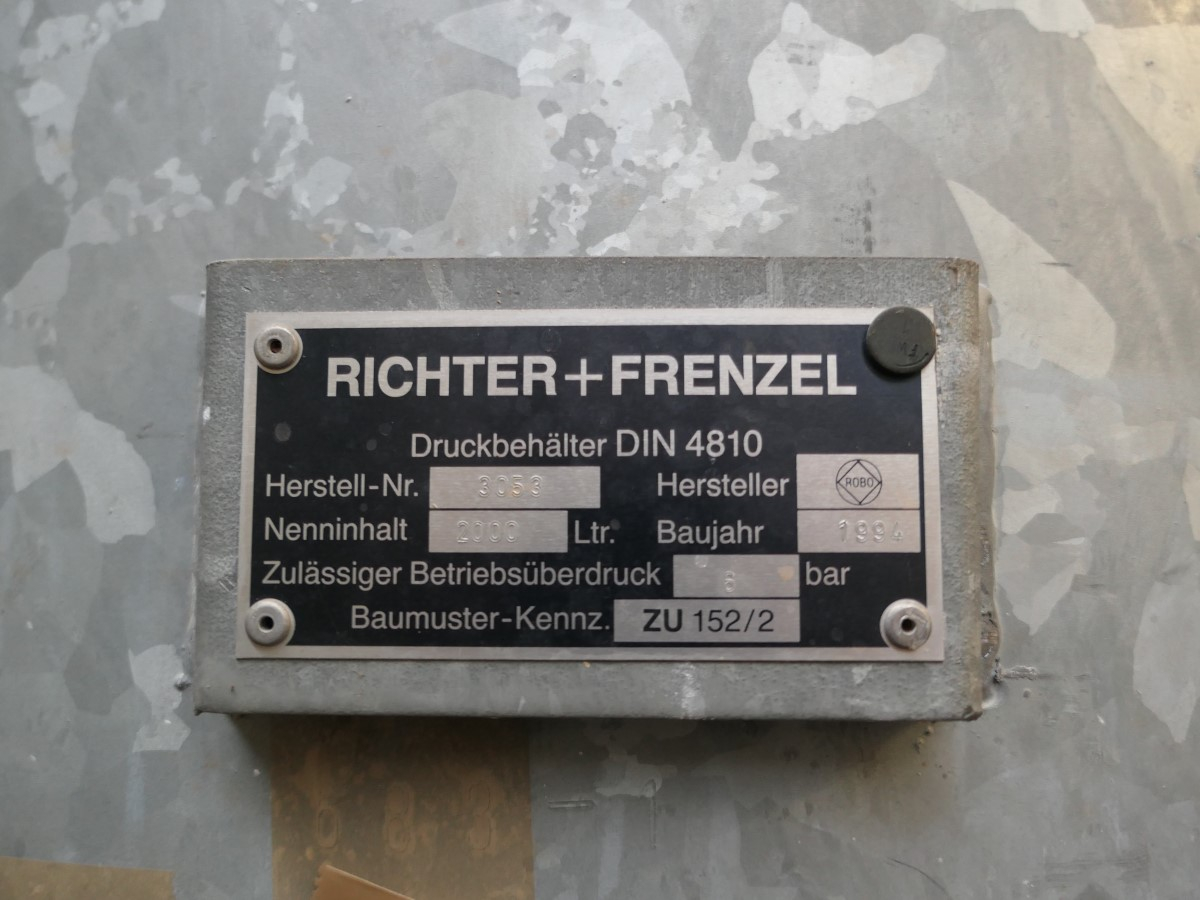 RICHTER+FRENZEL
Druckbehälter DIN 4810
Herstell-Nr. 3053 Hersteller ROBO
Nenninhalt 2000 Ltr. Baujahr 1994
Zulässiger Betriebsüberdruck 6 bar
Baumuster-Kennz. ZU 152/2